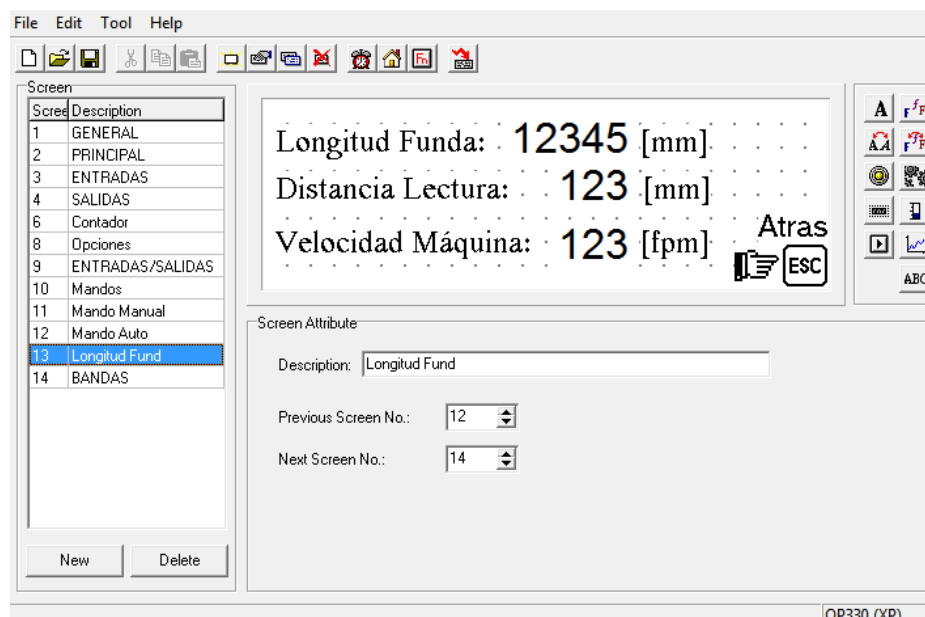 File Edit Tool Help
Screen
Scree Description
1 GENERAL
2 PRINCIPAL
3 ENTRADAS
4 SALIDAS
6 Contador
8 Opciones
9 ENTRADAS/SALIDAS
10 Mandos
11 Mando Manual
12 Mando Auto
13 Longitud Fund
14 BANDAS
New Delete
Longitud Funda: 12345 [mm]
Distancia Lectura: 123 [mm]
Velocidad Máquina: 123 [fpm]
Atras
ESC
Screen Attribute
Description: Longitud Fund
Previous Screen No.: 12
Next Screen No.: 14
A
ABC
OP330 (XP)